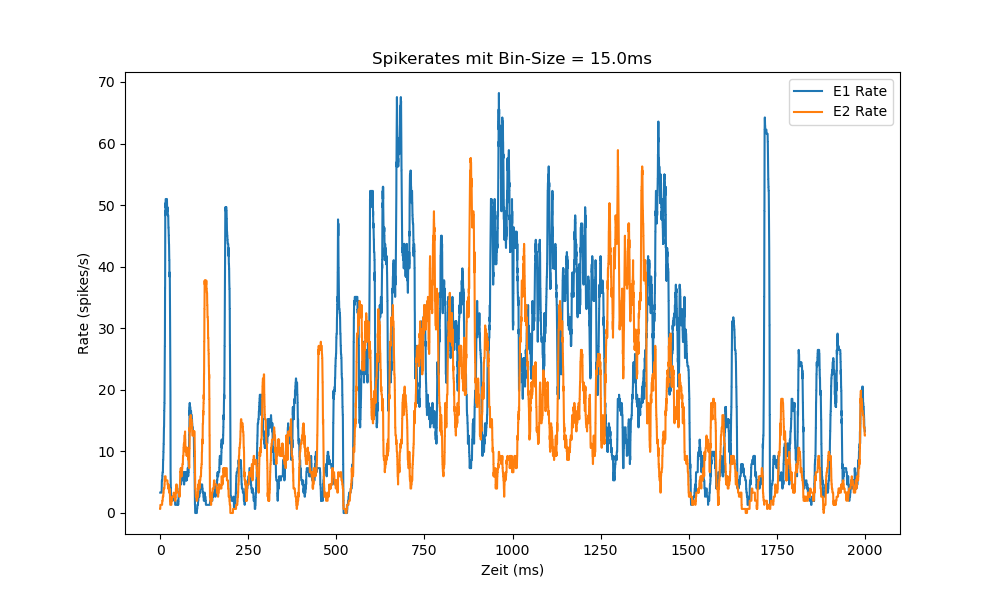 Spikerates mit Bin-Size = 15.0ms
E1 Rate
E2 Rate
Rate (spikes/s)
70
60
50
40
30
20
10
0
0 250 500 750 1000 1250 1500 1750 2000
Zeit (ms)